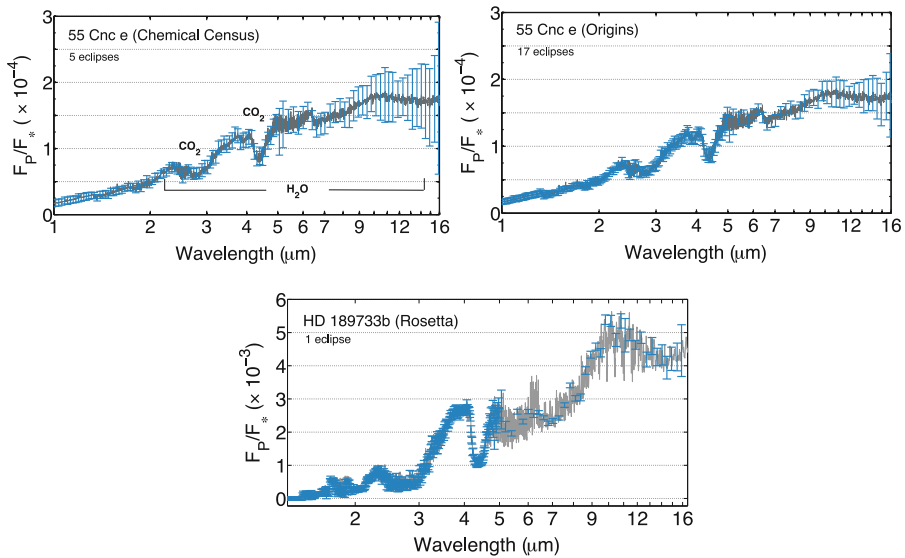 55 Cnc e (Chemical Census)
5 eclipses
CO2
CO2
H2O
F_P/F_* ( × 10^-4)
0 1 2 3
1 2 3 4 5 6 7 8 9 12 16
Wavelength (μm)
55 Cnc e (Origins)
17 eclipses
F_P/F_* ( × 10^-4)
0 1 2 3
1 2 3 4 5 6 7 8 9 12 16
Wavelength (μm)
HD 189733b (Rosetta)
1 eclipse
F_P/F_* ( × 10^-3)
0 1 2 3 4 5 6
2 3 4 5 6 7 9 12 16
Wavelength (μm)